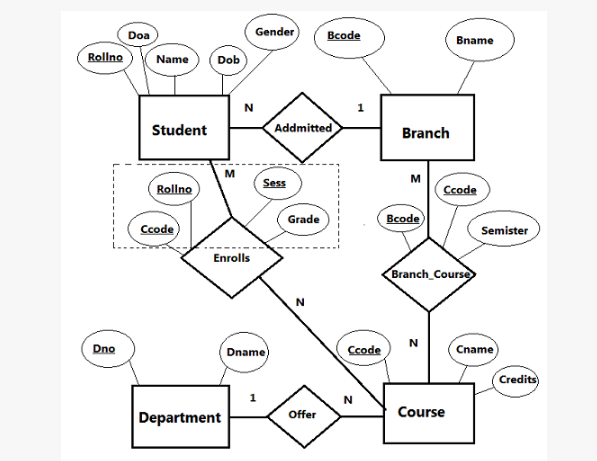 Doa
Gender
Rollno
Name
Dob
Bcode
Bname
N
1
Student
Addmitted
Branch
M
M
Rollno
Sess
Ccode
Bcode
Grade
Ccode
Semister
Enrolls
Branch_Course
N
N
Dno
Dname
Ccode
Cname
Credits
1
N
Department
Offer
Course